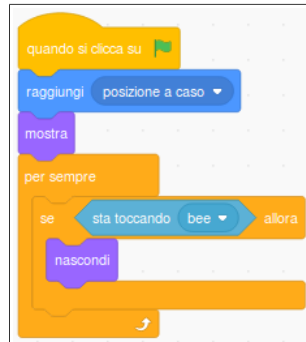 quando si clicca su
raggiungi posizione a caso
mostra
per sempre
se sta toccando bee allora
nascondi